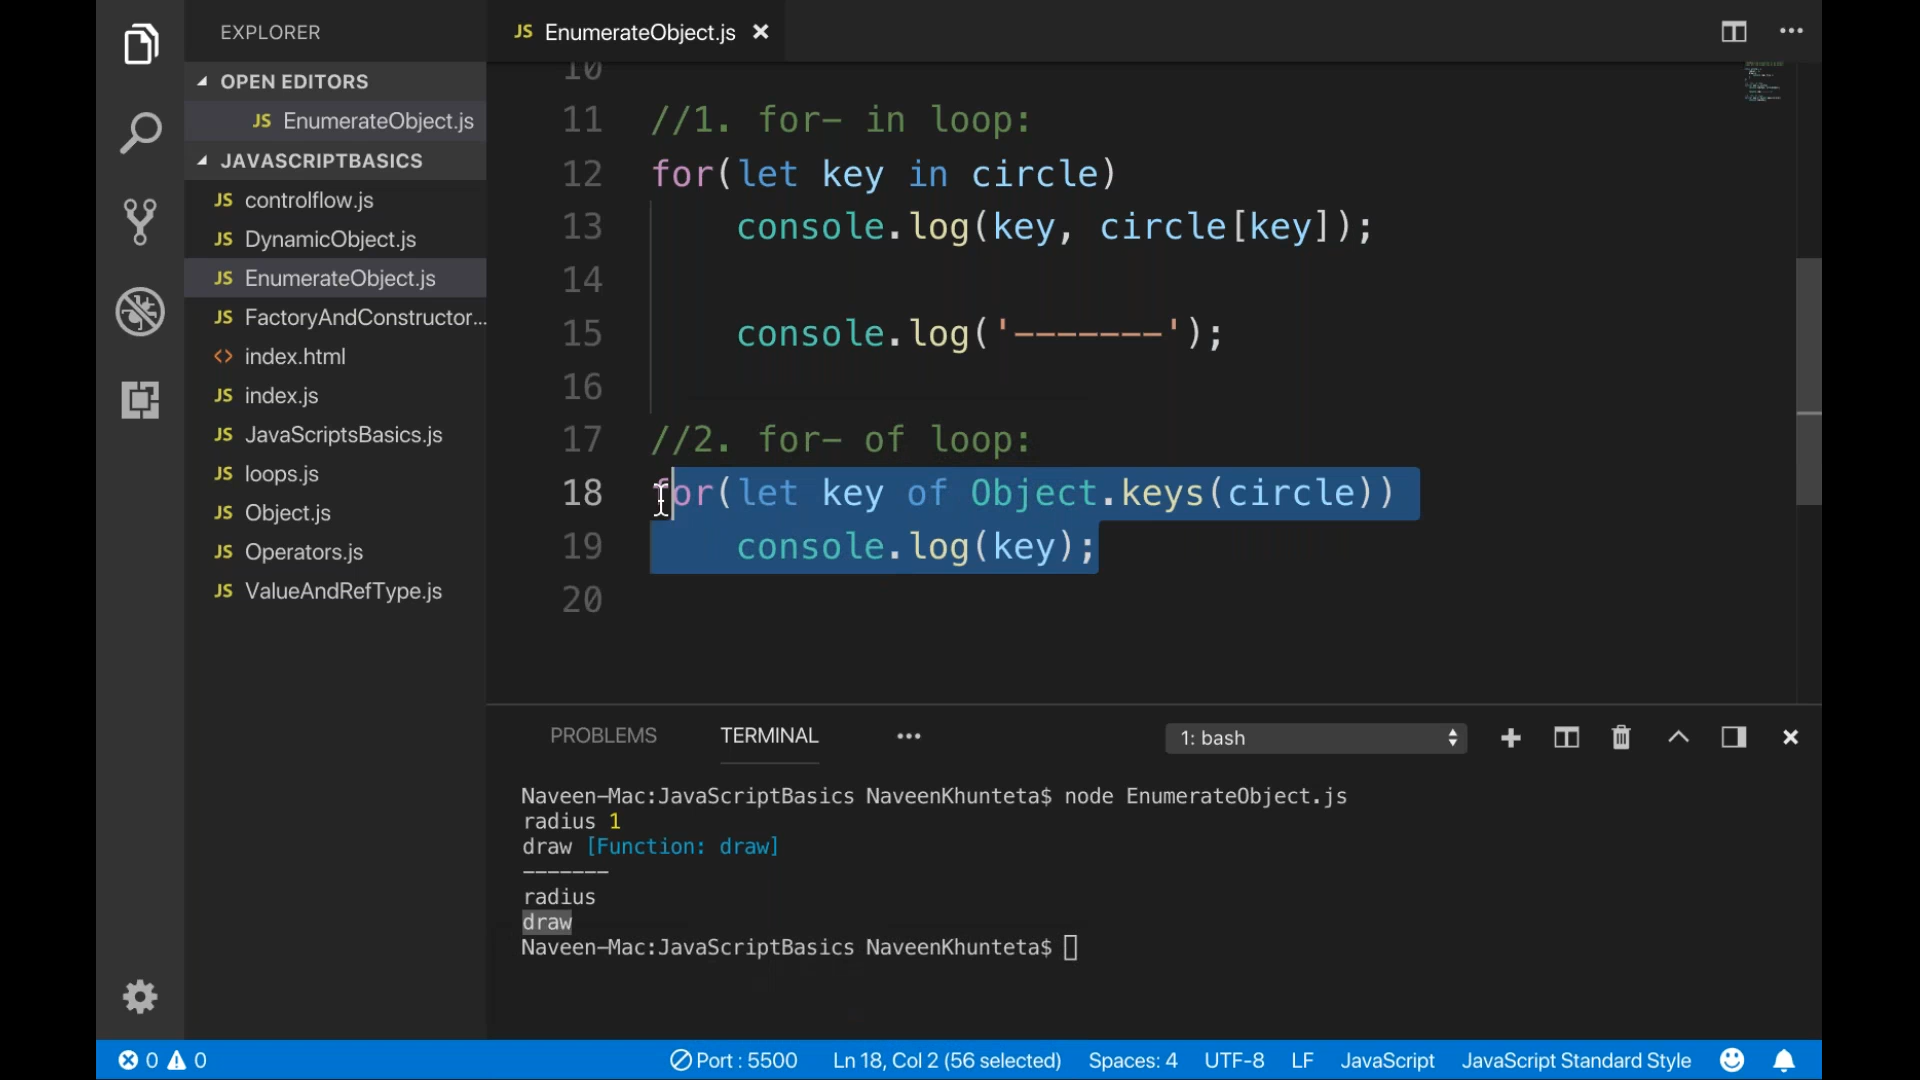 EXPLORER
JS EnumerateObject.js ×
OPEN EDITORS
JS EnumerateObject.js
JAVASCRIPTBASICS
JS controlflow.js
JS DynamicObject.js
JS EnumerateObject.js
JS FactoryAndConstructor...
<> index.html
JS index.js
JS JavaScriptsBasics.js
JS loops.js
JS Object.js
JS Operators.js
JS ValueAndRefType.js
10
11 //1. for- in loop:
12 for(let key in circle)
13 console.log(key, circle[key]);
14
15 console.log('-------');
16
17 //2. for- of loop:
18 for(let key of Object.keys(circle))
19 console.log(key);
20
PROBLEMS TERMINAL ••• 1: bash
Naveen-Mac:JavaScriptBasics NaveenKhunteta$ node EnumerateObject.js
radius 1
draw [Function: draw]
-------
radius
draw
Naveen-Mac:JavaScriptBasics NaveenKhunteta$
0 0 Port : 5500 Ln 18, Col 2 (56 selected) Spaces: 4 UTF-8 LF JavaScript JavaScript Standard Style